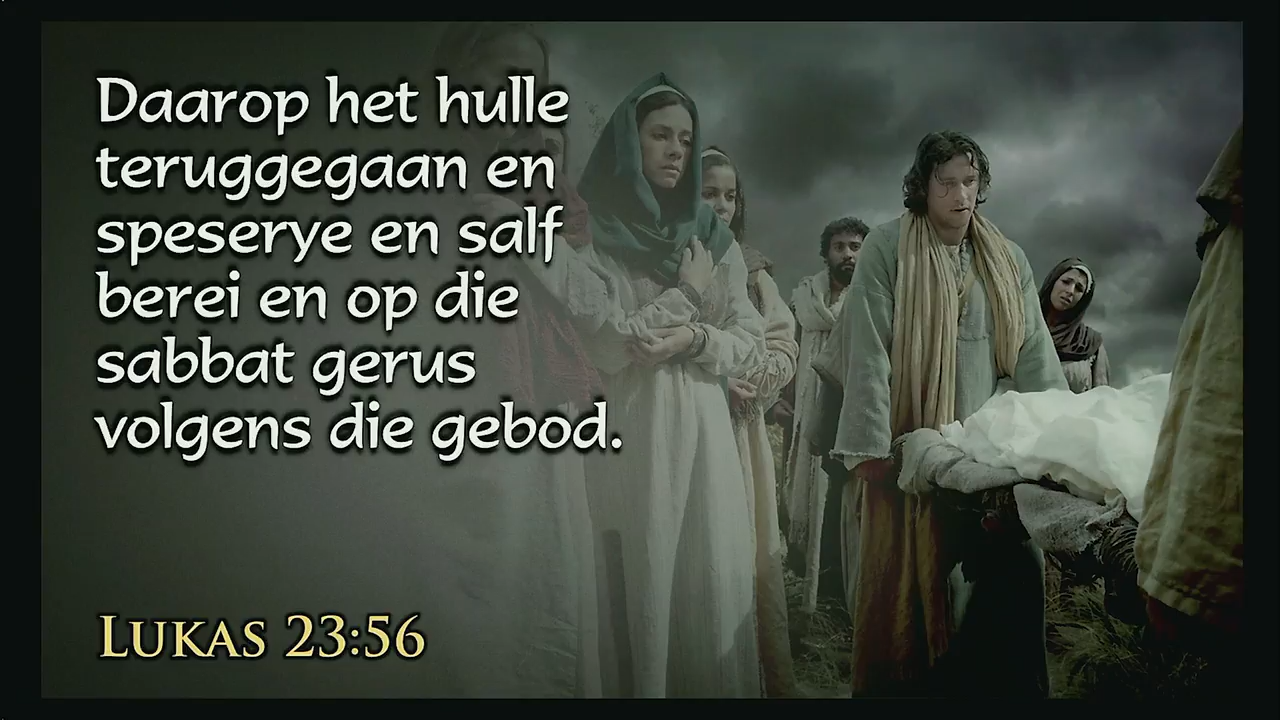 Daarop het hulle
teruggegaan en
speserye en salf
berei en op die
sabbat gerus
volgens die gebod.
LUKAS 23:56